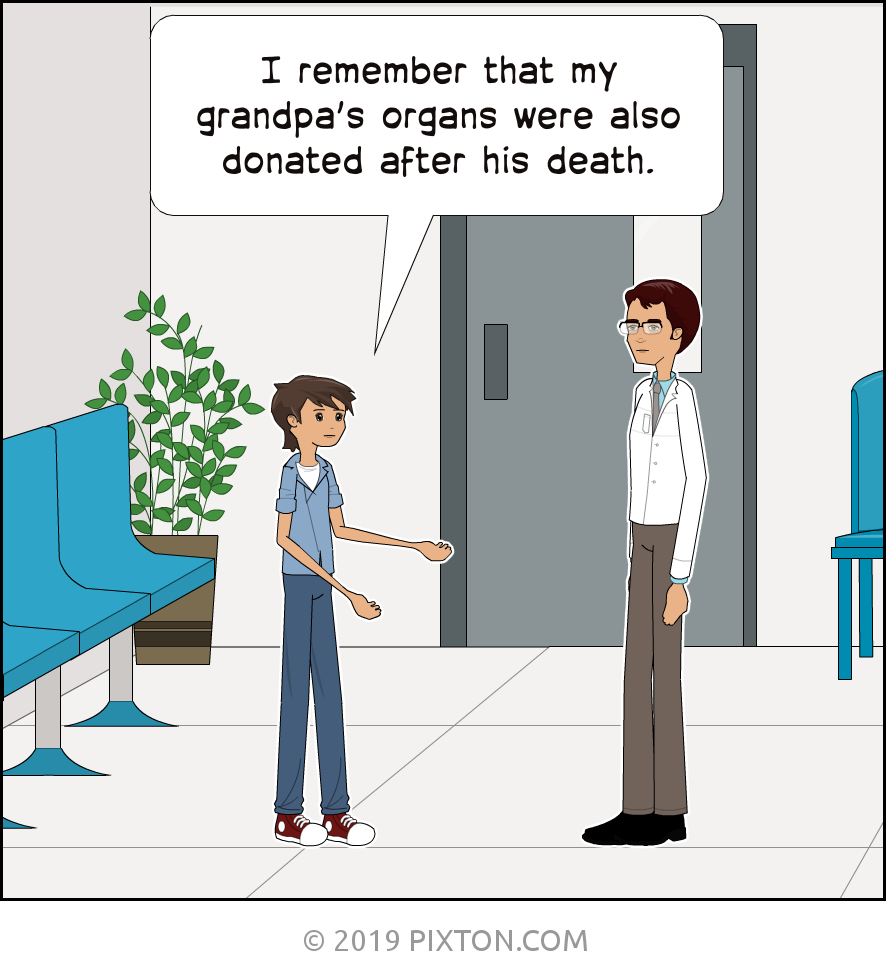 I remember that my
grandpa's organs were also
donated after his death.
© 2019 PIXTON.COM